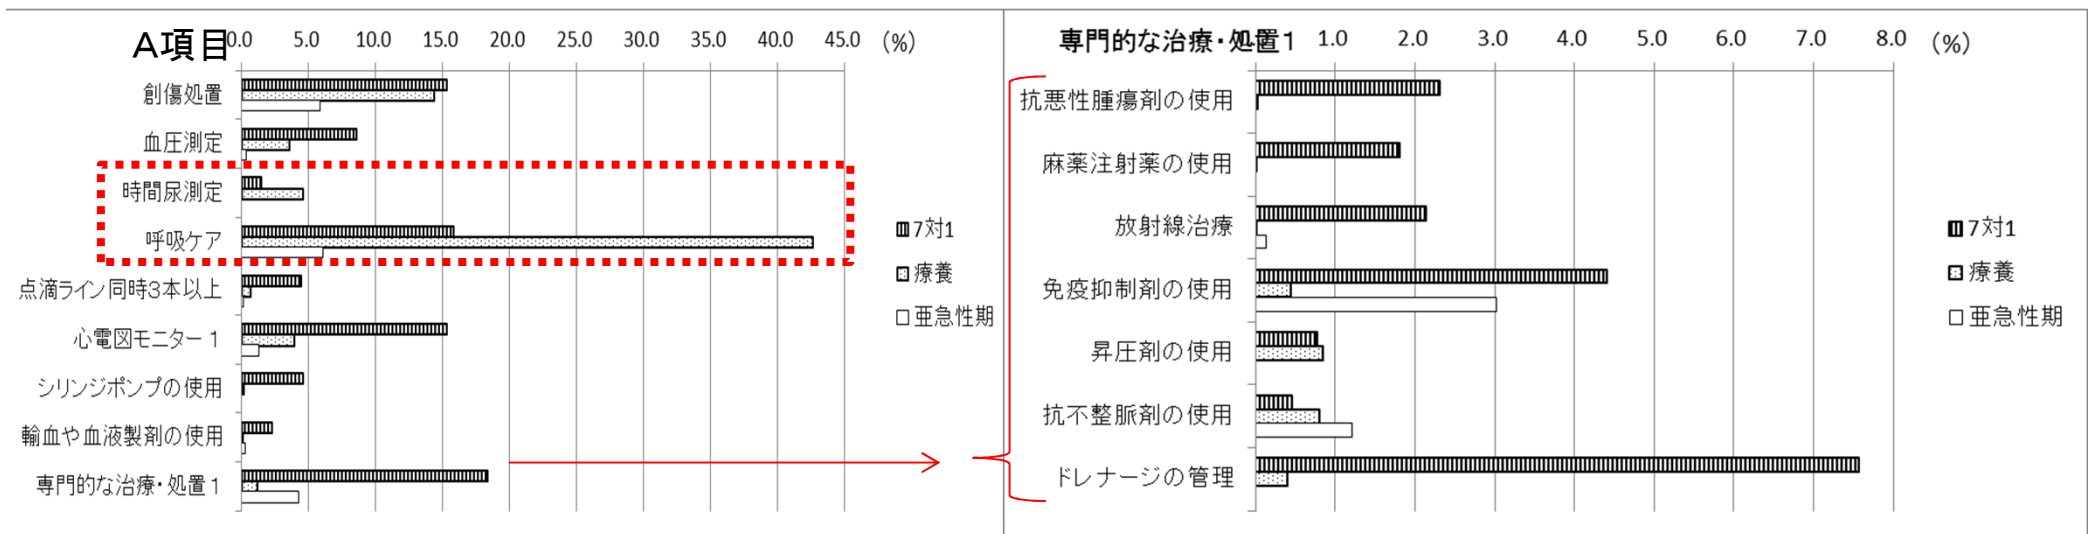 A項目
0.0 5.0 10.0 15.0 20.0 25.0 30.0 35.0 40.0 45.0 (%)
創傷処置
血圧測定
時間尿測定
呼吸ケア
点滴ライン同時3本以上
心電図モニター1
シリンジポンプの使用
輸血や血液製剤の使用
専門的な治療・処置1
7対1
療養
亜急性期
専門的な治療・処置1
1.0 2.0 3.0 4.0 5.0 6.0 7.0 8.0 (%)
抗悪性腫瘍剤の使用
麻薬注射薬の使用
放射線治療
免疫抑制剤の使用
昇圧剤の使用
抗不整脈剤の使用
ドレナージの管理
7対1
療養
亜急性期